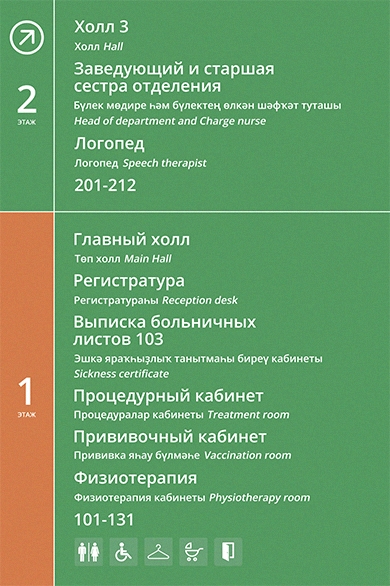 Холл 3
Холл Hall
Заведующий и старшая
сестра отделения
Бүлек мөдире һәм бүлектең өлкән шәфҡәт туташы
Head of department and Charge nurse
2
ЭТАЖ
Логопед
Логопед Speech therapist
201-212
Главный холл
Төп холл Main Hall
Регистратура
Регистратураһы Reception desk
Выписка больничных
листов 103
Эшкә яраҡһыҙлыҡ танытмаһы биреү кабинеты
Sickness certificate
1
ЭТАЖ
Процедурный кабинет
Процедуралар кабинеты Treatment room
Прививочный кабинет
Прививка яһау бүлмәһе Vaccination room
Физиотерапия
Физиотерапия кабинеты Physiotherapy room
101-131